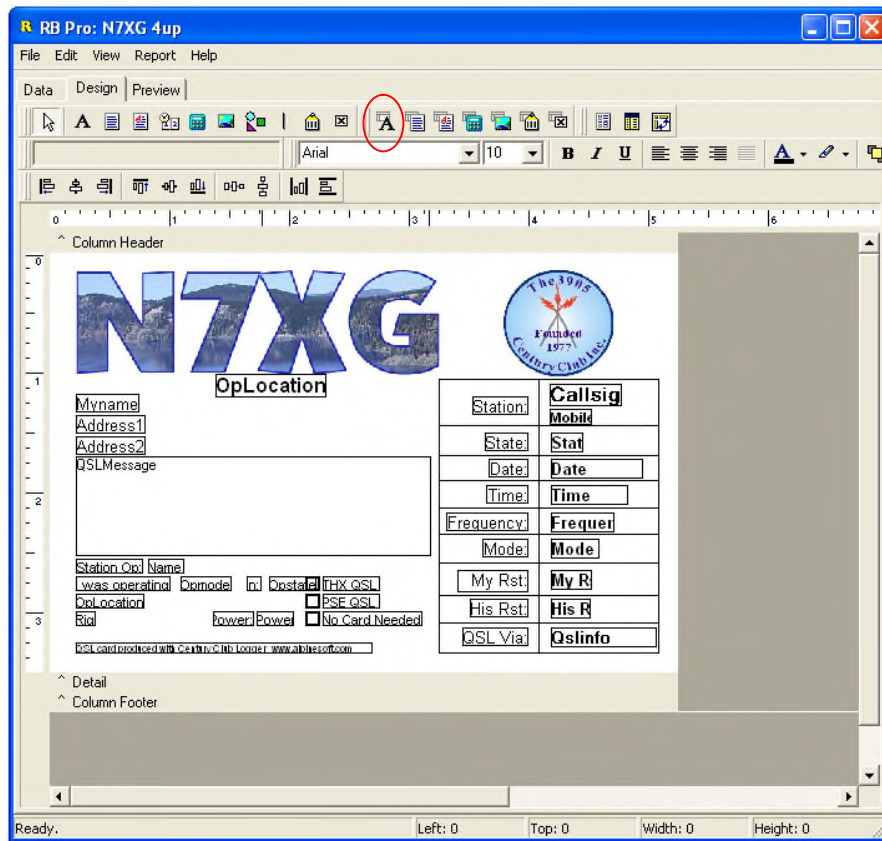 RB Pro: N7XG 4up
File Edit View Report Help
Data Design Preview
Arial 10 B I U A
0 1 2 3 4 5 6
^ Column Header
0
1
2
3
N7XG
The 3905
Founded
1977
Century Club Inc.
OpLocation
Myname
Address1
Address2
QSLMessage
Station: Callsig
Mobile
State: Stat
Date: Date
Time: Time
Frequency: Frequer
Mode: Mode
My Rst: My R
His Rst: His R
QSL Via: Qslinfo
Station Op: Name
was operating Opmode n: Opstate THX QSL
OpLocation PSE QSL
Rig Power: Power No Card Needed
QSL card produced with Century Club Logger www.alphesoft.com
^ Detail
^ Column Footer
Ready. Left: 0 Top: 0 Width: 0 Height: 0